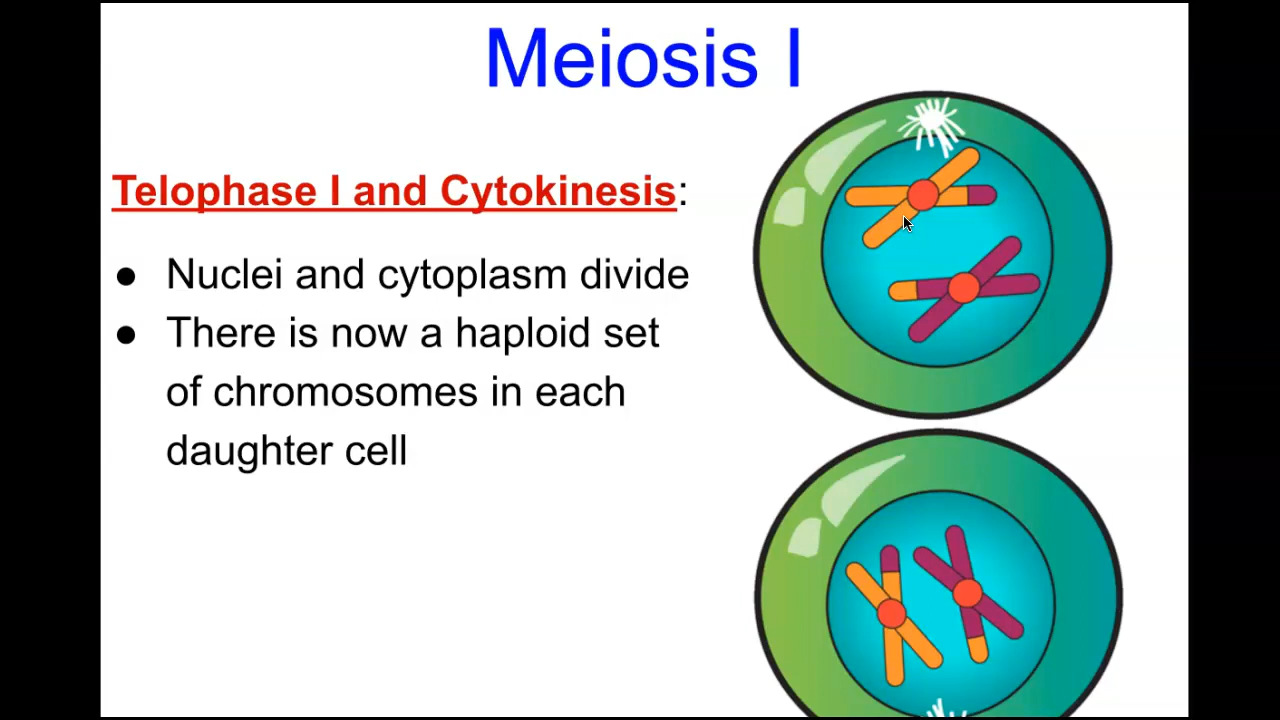 Meiosis I
Telophase I and Cytokinesis:
● Nuclei and cytoplasm divide
● There is now a haploid set
of chromosomes in each
daughter cell